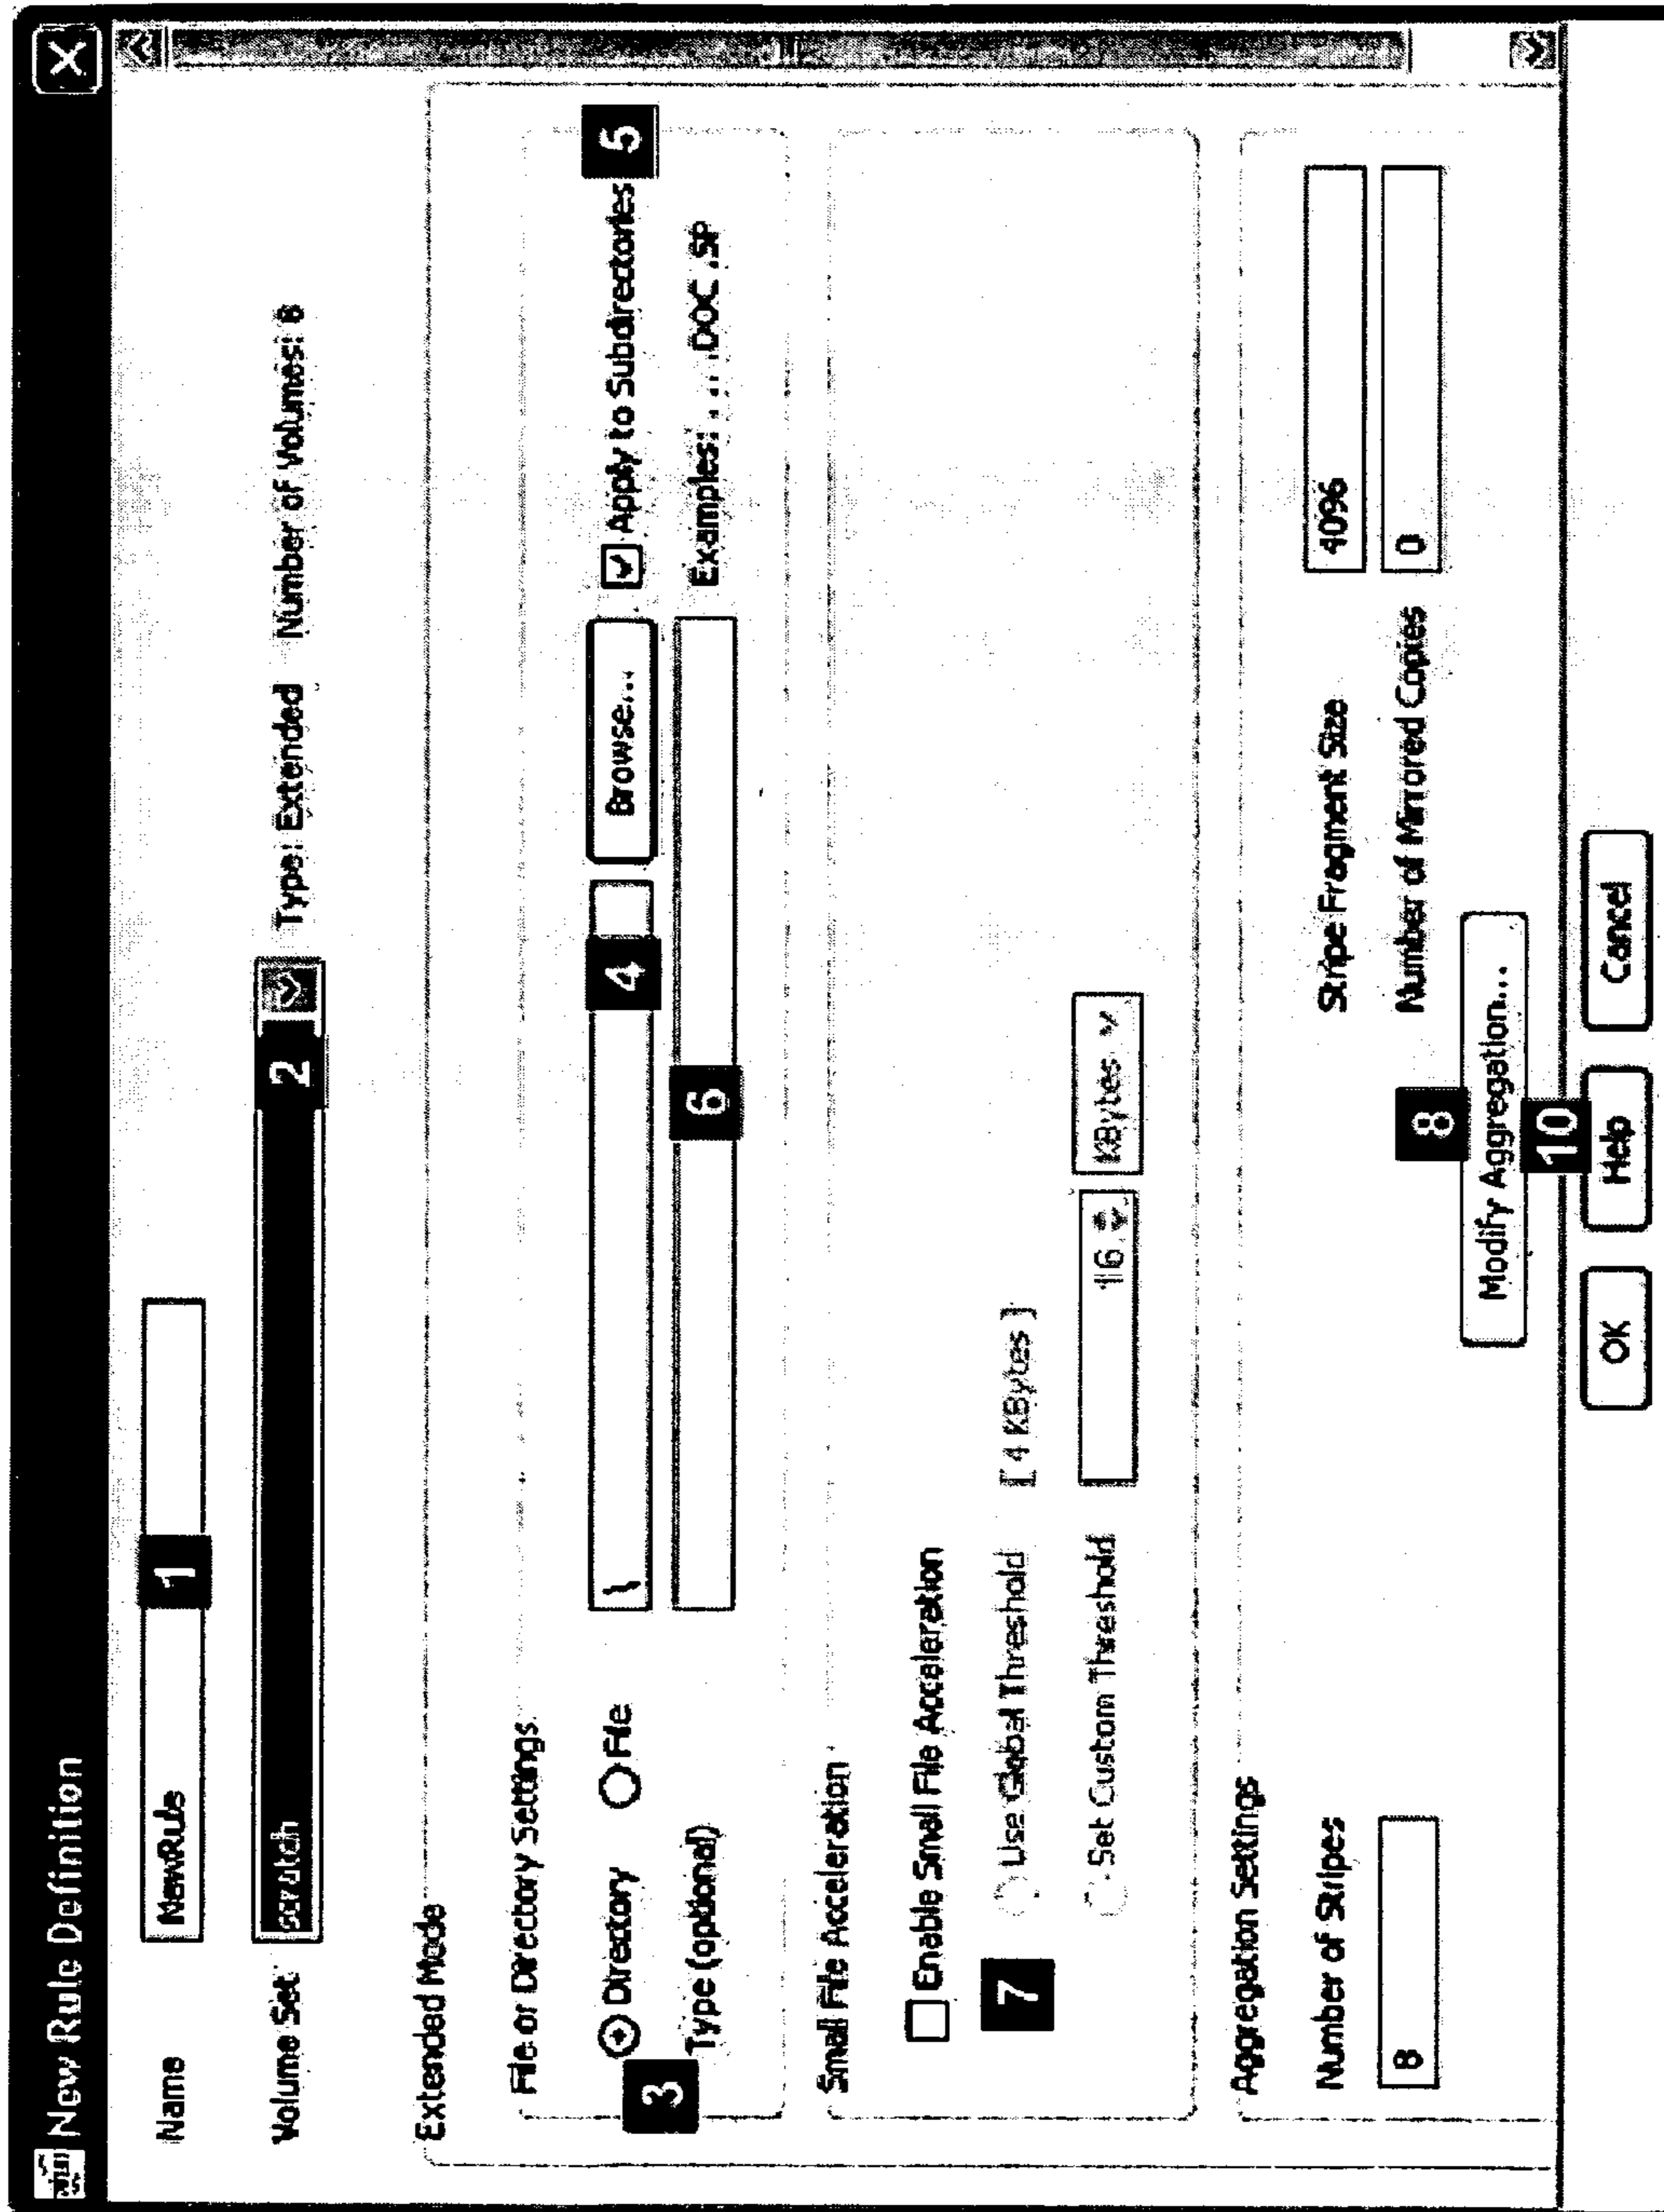 New Rule Definition
Name NewRule 1
Volume Set scratch 2 Type: Extended Number of Volumes: 8
Extended Mode
File or Directory Settings
3 Directory File \ 4 Browse... Apply to Subdirectories 5
Type (optional) 6 Examples: .DOC .SP
Small File Acceleration
Enable Small File Acceleration
7 Use Global Threshold [ 4 KBytes ]
Set Custom Threshold 16 KBytes
Aggregation Settings
Number of Stripes Stripe Fragment Size 4096
8 8 Number of Mirrored Copies 0
Modify Aggregation...
10
OK Help Cancel